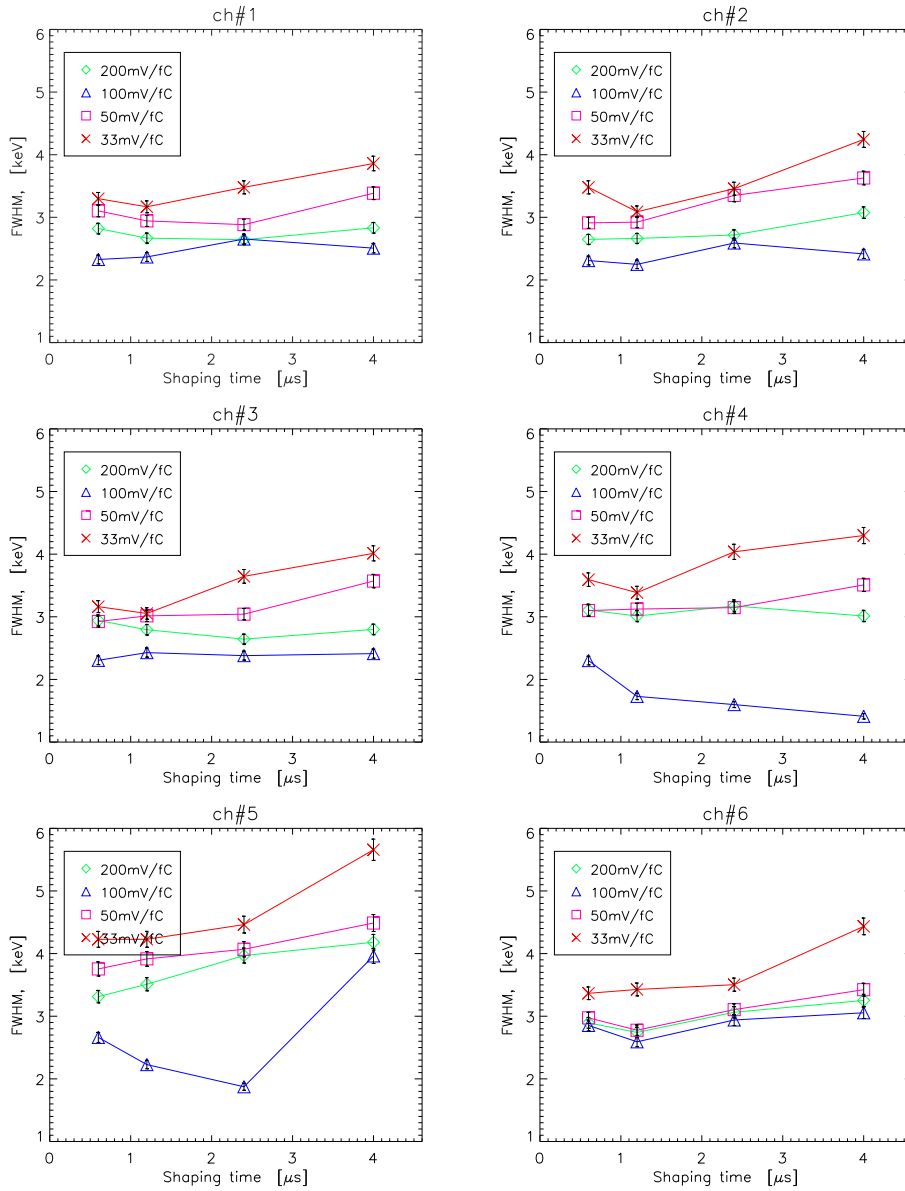 ch#1
6
5
4
3
2
1
FWHM, [keV]
200mV/fC
100mV/fC
50mV/fC
33mV/fC
0 1 2 3 4
Shaping time [μs]
ch#2
6
5
4
3
2
1
FWHM, [keV]
200mV/fC
100mV/fC
50mV/fC
33mV/fC
0 1 2 3 4
Shaping time [μs]
ch#3
6
5
4
3
2
1
FWHM, [keV]
200mV/fC
100mV/fC
50mV/fC
33mV/fC
0 1 2 3 4
Shaping time [μs]
ch#4
6
5
4
3
2
1
FWHM, [keV]
200mV/fC
100mV/fC
50mV/fC
33mV/fC
0 1 2 3 4
Shaping time [μs]
ch#5
6
5
4
3
2
1
FWHM, [keV]
200mV/fC
100mV/fC
50mV/fC
33mV/fC
0 1 2 3 4
Shaping time [μs]
ch#6
6
5
4
3
2
1
FWHM, [keV]
200mV/fC
100mV/fC
50mV/fC
33mV/fC
0 1 2 3 4
Shaping time [μs]